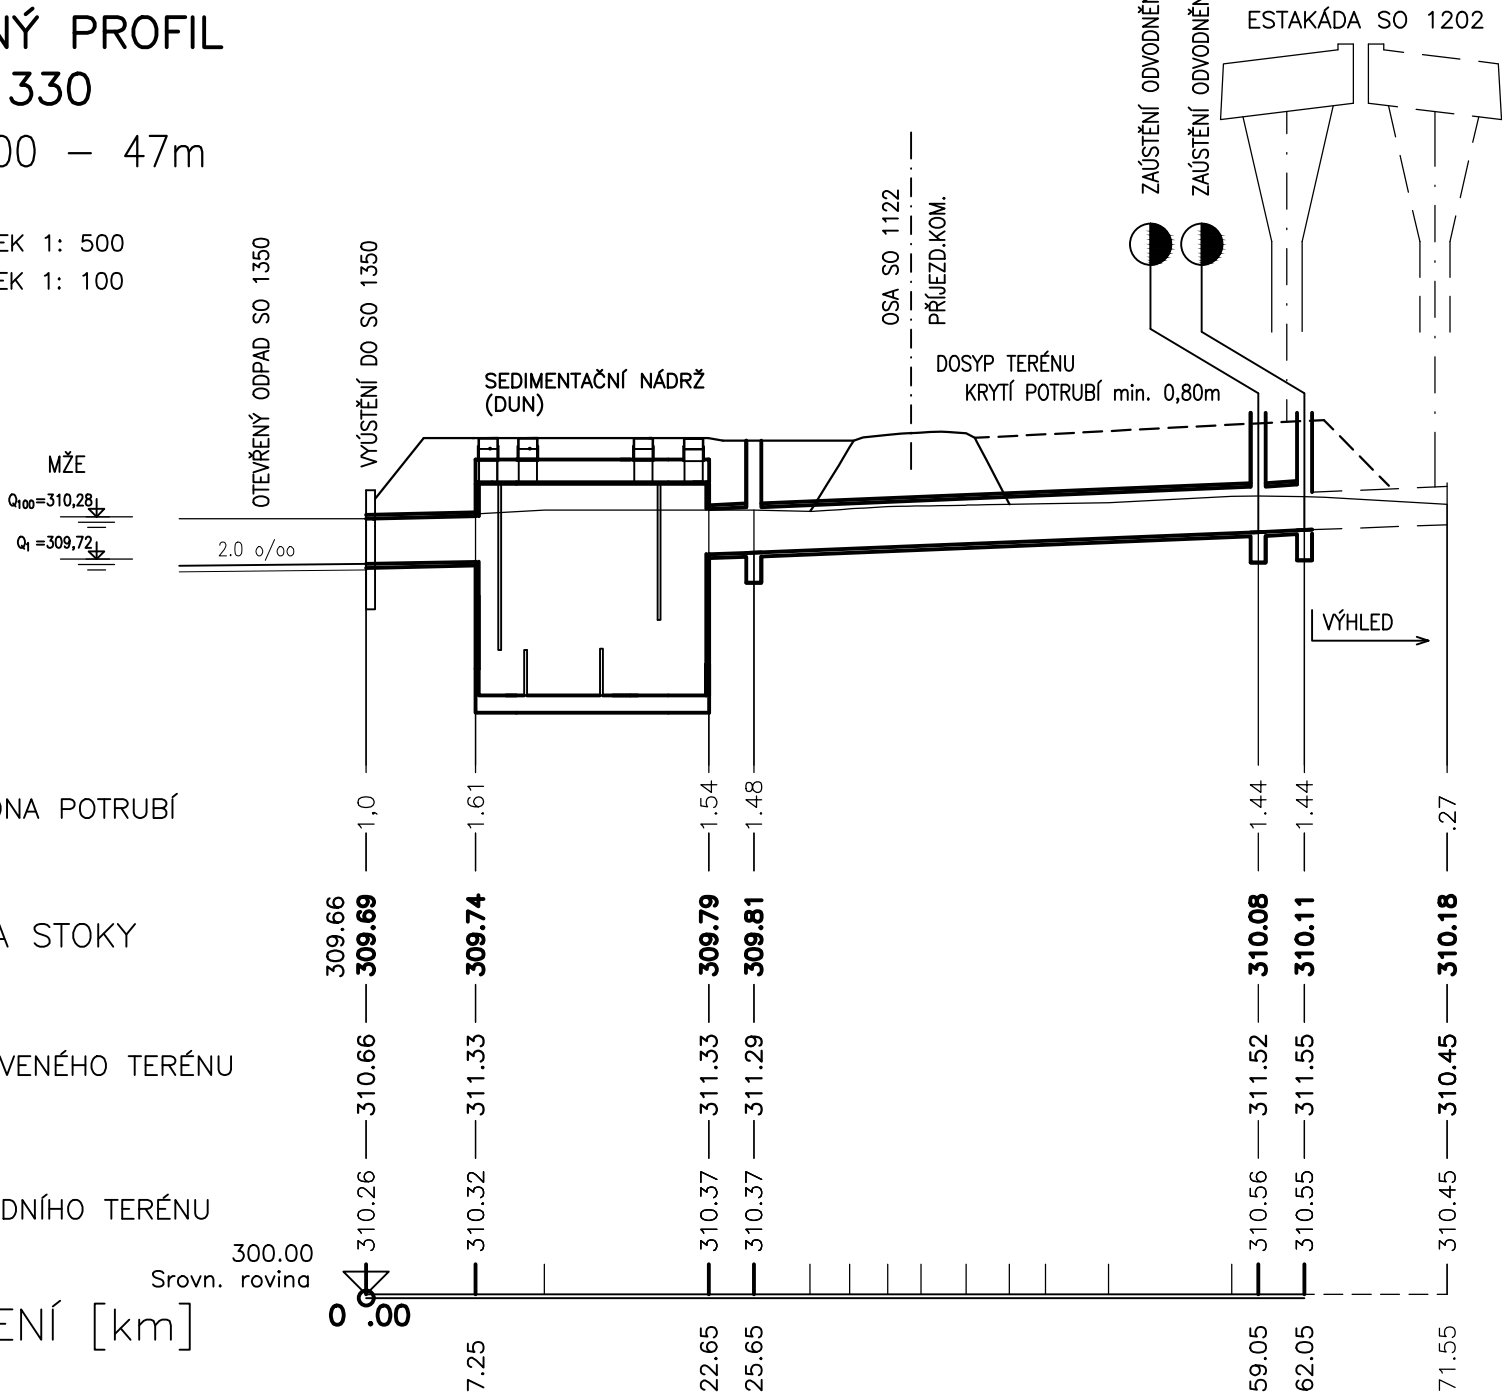 NÝ PROFIL
330
00 – 47m
EK 1: 500
EK 1: 100
ESTAKÁDA SO 1202
ZAÚSTĚNÍ ODVODNĚN
ZAÚSTĚNÍ ODVODNĚN
OTEVŘENÝ ODPAD SO 1350
VYÚSTĚNÍ DO SO 1350
OSA SO 1122
PŘÍJEZD.KOM.
SEDIMENTAČNÍ NÁDRŽ
(DUN)
DOSYP TERÉNU
KRYTÍ POTRUBÍ min. 0,80m
MŽE
Q100=310,28
Q1 =309,72
2.0 o/oo
VÝHLED
DNA POTRUBÍ
1,0
1.61
1.54
1.48
1.44
1.44
.27
A STOKY
309.66
309.69
309.74
309.79
309.81
310.08
310.11
310.18
VENÉHO TERÉNU
310.66
311.33
311.33
311.29
311.52
311.55
310.45
DNÍHO TERÉNU
310.26
310.32
310.37
310.37
310.56
310.55
310.45
300.00
Srovn. rovina
ENÍ [km]
0 .00
7.25
22.65
25.65
59.05
62.05
71.55